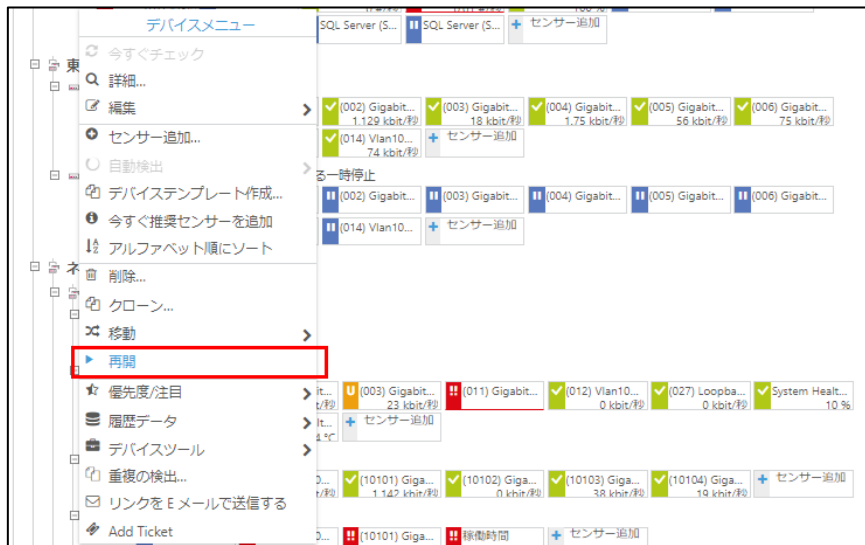 デバイスメニュー
SQL Server (S...
SQL Server (S...
センサー追加
今すぐチェック
東
詳細...
編集
(002) Gigabit...
(003) Gigabit...
(004) Gigabit...
(005) Gigabit...
(006) Gigabit...
1.129 kbit/秒
18 kbit/秒
1.75 kbit/秒
56 kbit/秒
75 kbit/秒
センサー追加...
(014) Vlan10...
センサー追加
74 kbit/秒
自動検出
る一時停止
デバイステンプレート作成...
(002) Gigabit...
(003) Gigabit...
(004) Gigabit...
(005) Gigabit...
(006) Gigabit...
今すぐ推奨センサーを追加
(014) Vlan10...
センサー追加
アルファベット順にソート
ネ
削除...
クローン...
移動
再開
優先度/注目
it...
(003) Gigabit...
(011) Gigabit...
(012) Vlan10...
(027) Loopba...
System Healt...
t/秒
23 kbit/秒
0 kbit/秒
0 kbit/秒
10 %
履歴データ
lt...
センサー追加
4 °C
デバイスツール
重複の検出...
0...
(10101) Giga...
(10102) Giga...
(10103) Giga...
(10104) Giga...
センサー追加
t/秒
1,142 kbit/秒
0 kbit/秒
38 kbit/秒
19 kbit/秒
リンクを E メールで送信する
Add Ticket
0...
(10101) Giga...
稼働時間
センサー追加